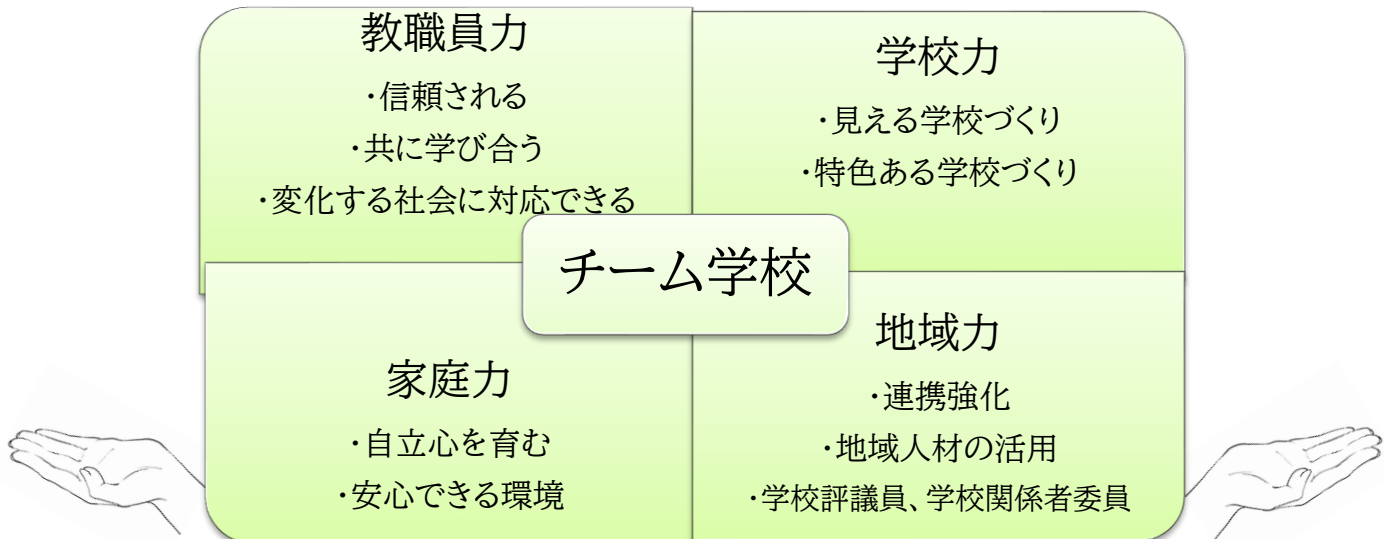 教職員力
・信頼される
・共に学び合う
・変化する社会に対応できる
学校力
・見える学校づくり
・特色ある学校づくり
チーム学校
家庭力
・自立心を育む
・安心できる環境
地域力
・連携強化
・地域人材の活用
・学校評議員、学校関係者委員